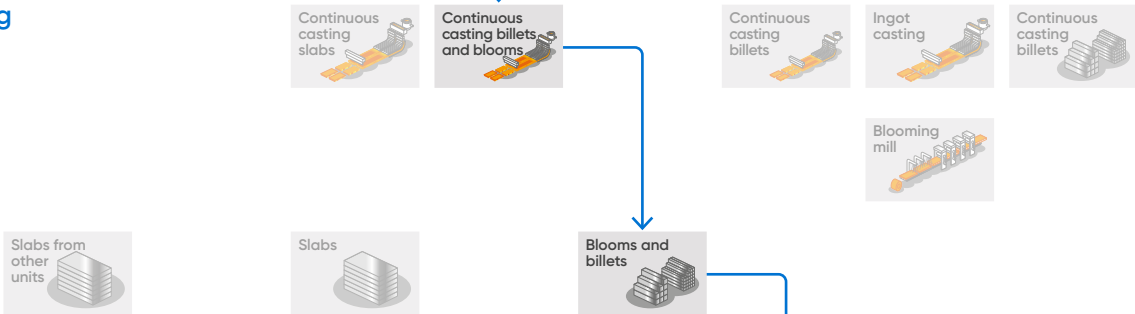 g
Continuous
casting
slabs
Continuous
casting billets
and blooms
Continuous
casting
billets
Ingot
casting
Continuous
casting
billets
Blooming
mill
Slabs from
other
units
Slabs
Blooms and
billets